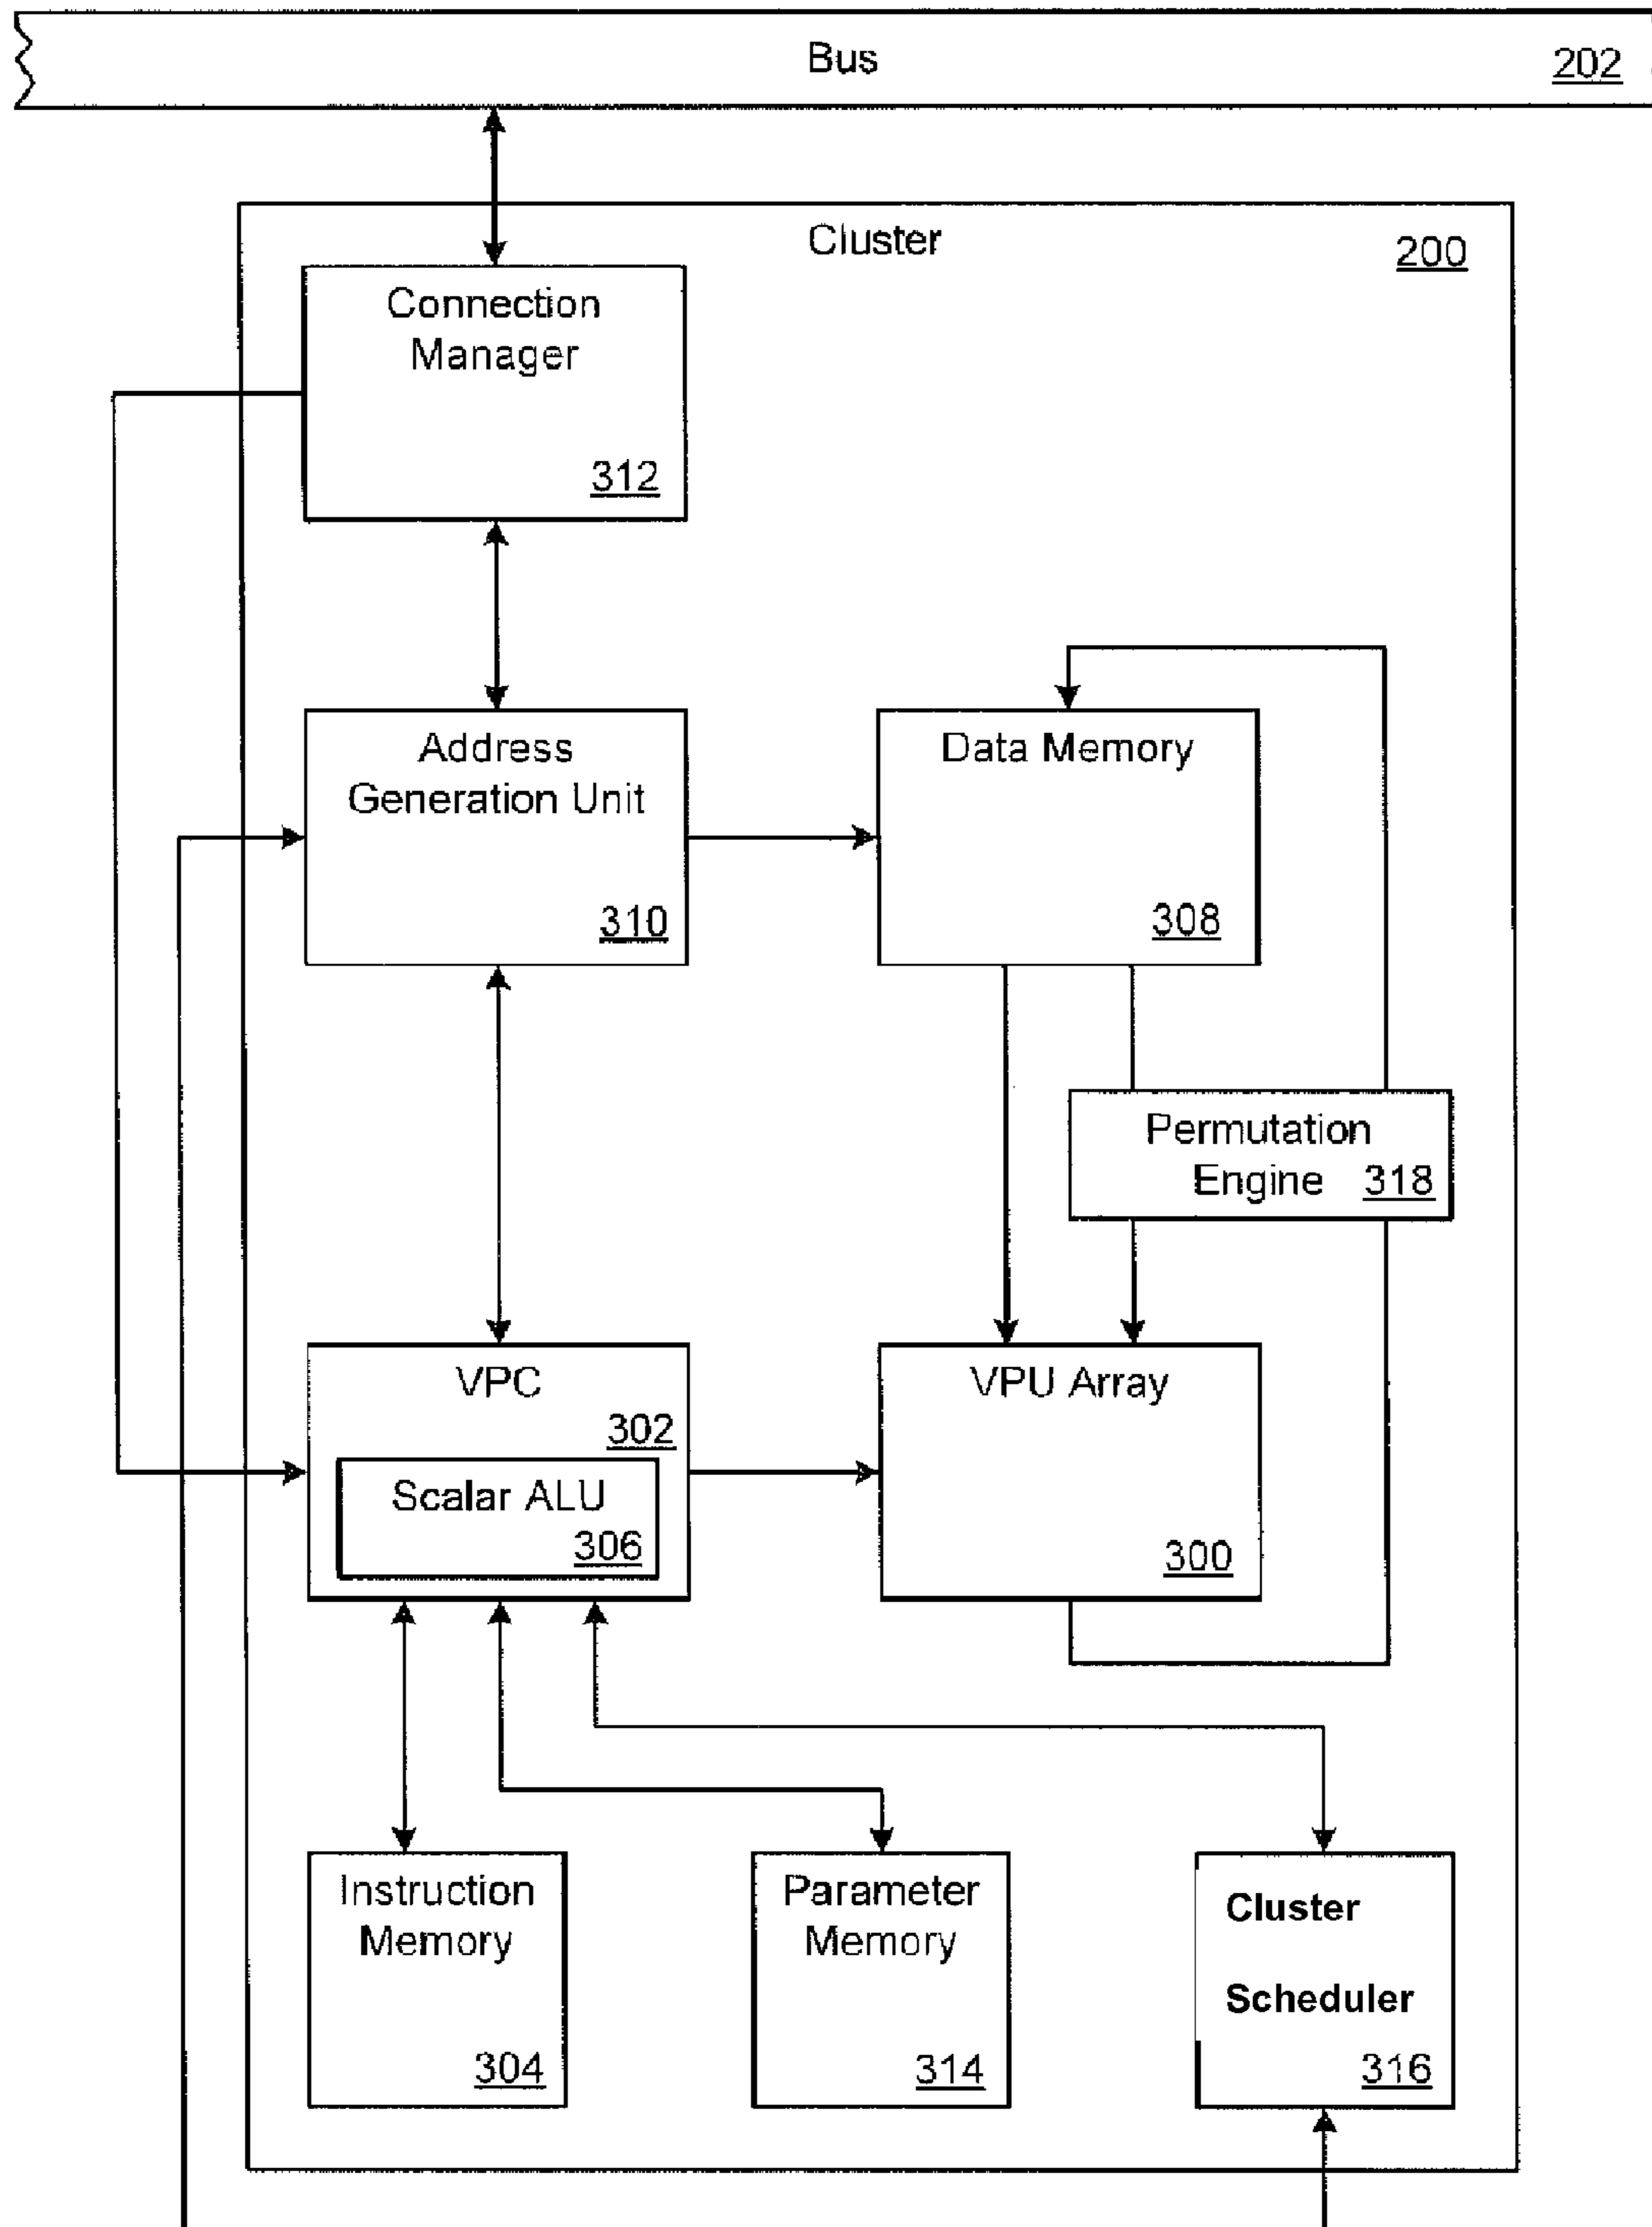 Bus
202
Cluster
200
Connection
Manager
312
Address
Generation Unit
310
Data Memory
308
Permutation
Engine 318
VPC
302
Scalar ALU
306
VPU Array
300
Instruction
Memory
304
Parameter
Memory
314
Cluster
Scheduler
316